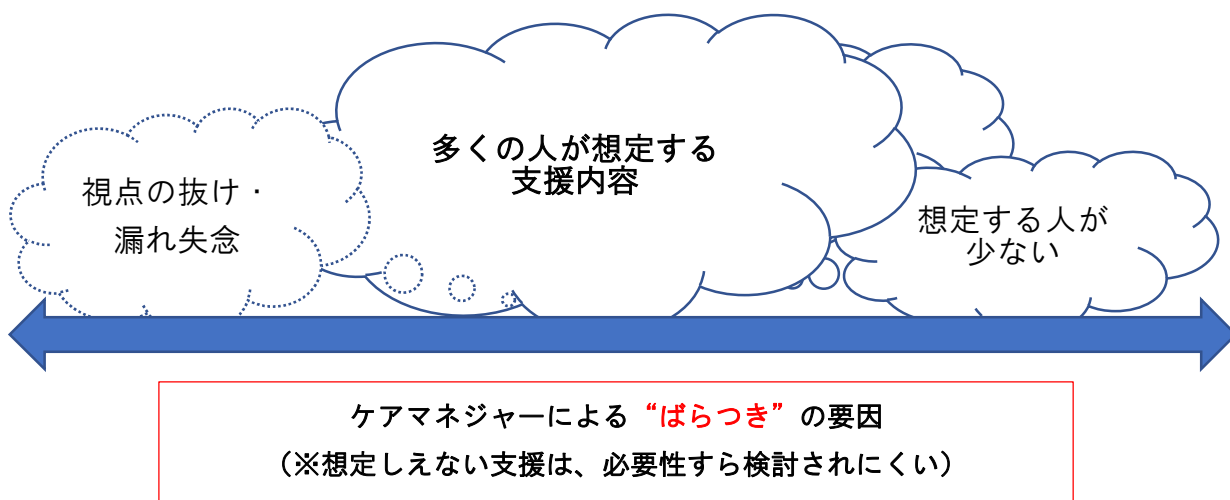 多くの人が想定する
支援内容
視点の抜け・
漏れ失念
想定する人が
少ない
ケアマネジャーによる“ばらつき”の要因
（※想定しえない支援は、必要性すら検討されにくい）